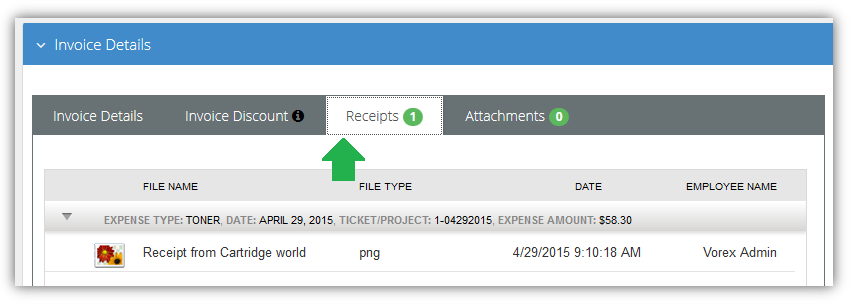 Invoice Details
Invoice Details Invoice Discount Receipts 1 Attachments 0
FILE NAME FILE TYPE DATE EMPLOYEE NAME
EXPENSE TYPE: TONER, DATE: APRIL 29, 2015, TICKET/PROJECT: 1-04292015, EXPENSE AMOUNT: $58.30
Receipt from Cartridge world png 4/29/2015 9:10:18 AM Vorex Admin